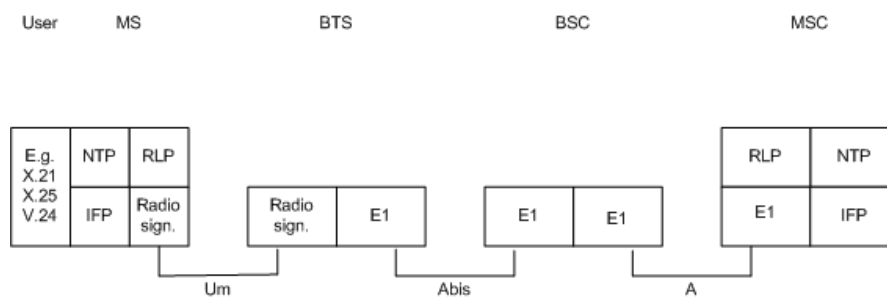 User MS BTS BSC MSC
E.g.
X.21
X.25
V.24
NTP RLP
IFP Radio
sign.
Radio
sign.
E1
E1 E1
RLP NTP
E1 IFP
Um Abis A